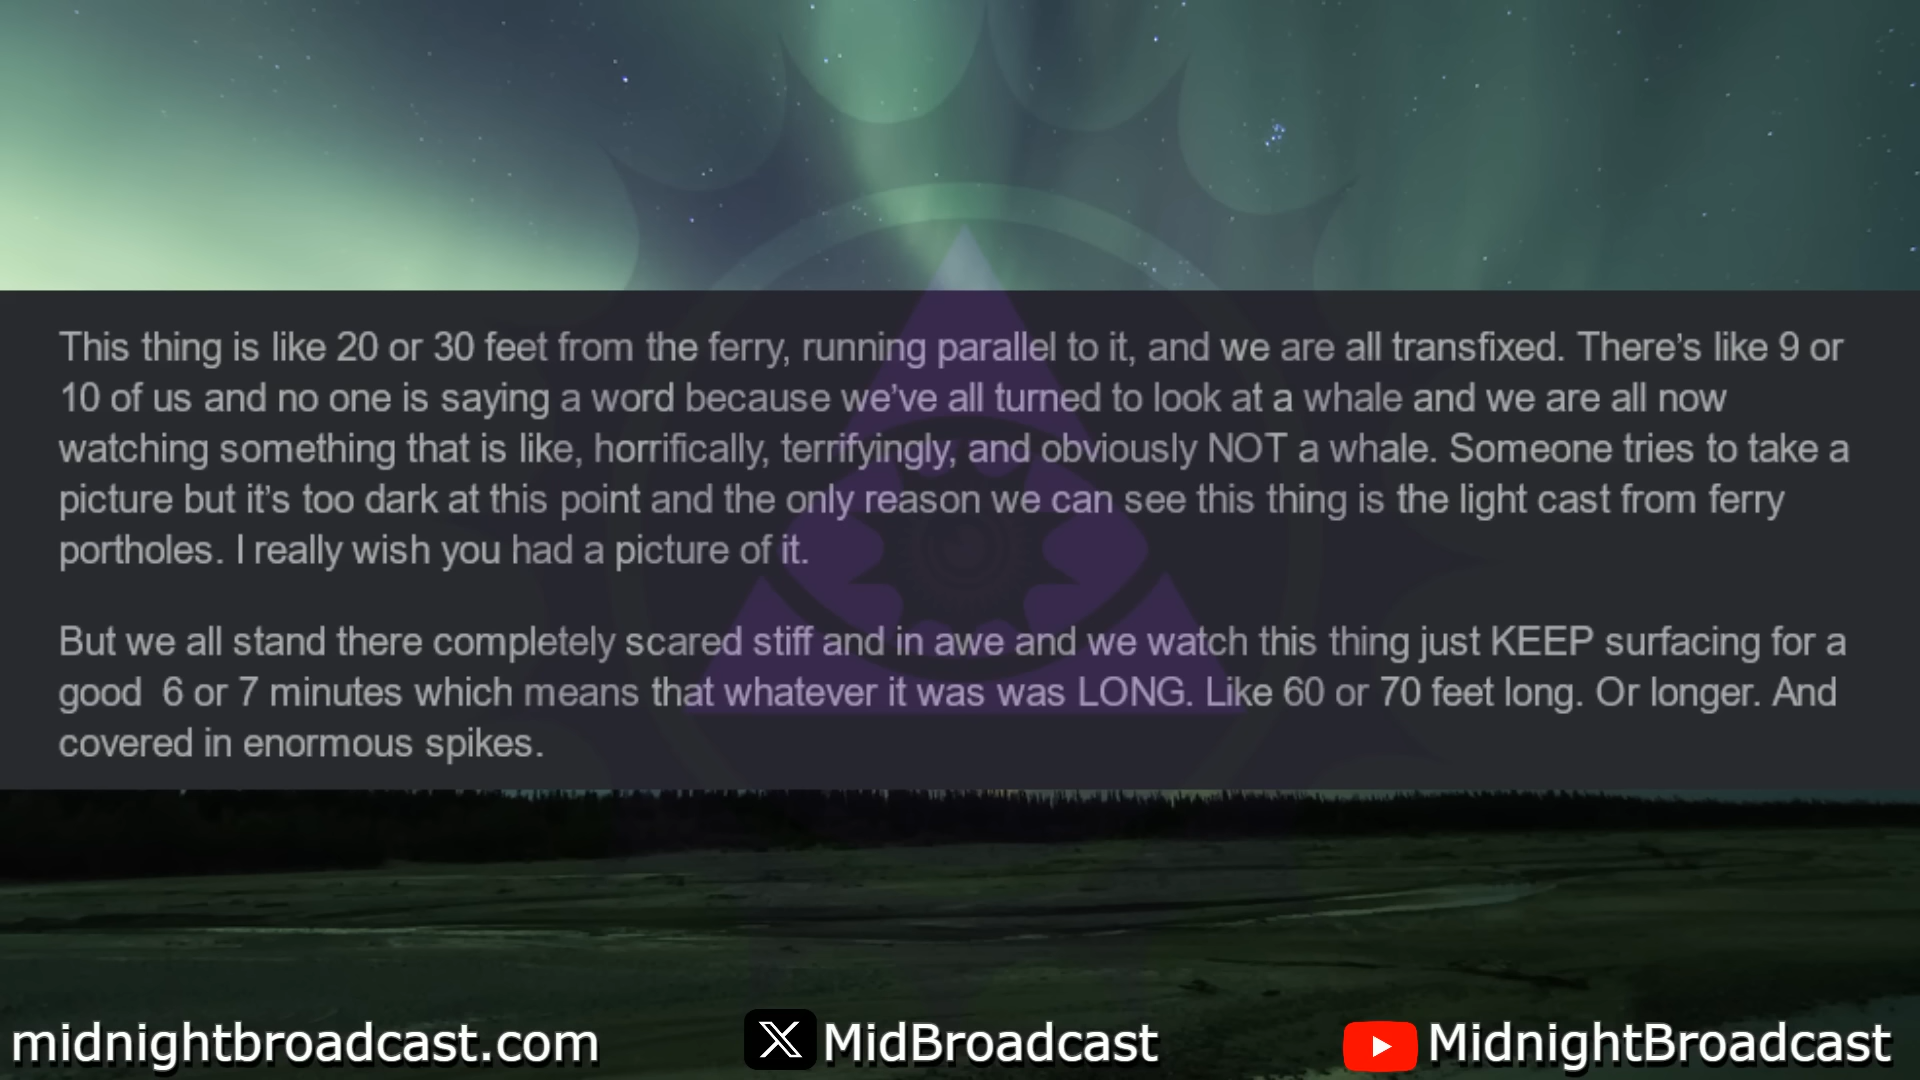 This thing is like 20 or 30 feet from the ferry, running parallel to it, and we are all transfixed. There’s like 9 or
10 of us and no one is saying a word because we’ve all turned to look at a whale and we are all now
watching something that is like, horrifically, terrifyingly, and obviously NOT a whale. Someone tries to take a
picture but it’s too dark at this point and the only reason we can see this thing is the light cast from ferry
portholes. I really wish you had a picture of it.
But we all stand there completely scared stiff and in awe and we watch this thing just KEEP surfacing for a
good  6 or 7 minutes which means that whatever it was was LONG. Like 60 or 70 feet long. Or longer. And
covered in enormous spikes.
midnightbroadcast.com
MidBroadcast
MidnightBroadcast